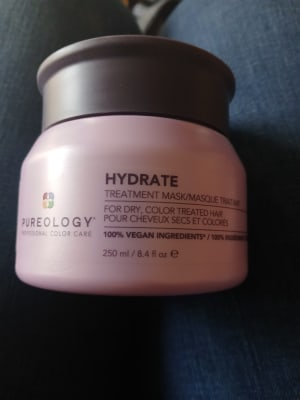 HYDRATE
TREATMENT MASK/MASQUE TRAITANT
FOR DRY, COLOR TREATED HAIR
POUR CHEVEUX SECS ET COLORÉS
100% VEGAN INGREDIENTS* / 100%
250 ml / 8.4 fl oz ℮
PUREOLOGY
PROFESSIONAL COLOR CARE